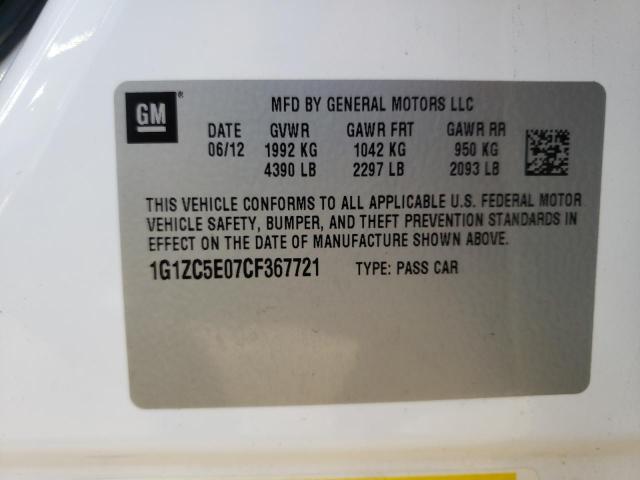 GM ®
MFD BY GENERAL MOTORS LLC
DATE GVWR GAWR FRT GAWR RR
06/12 1992 KG 1042 KG 950 KG
4390 LB 2297 LB 2093 LB
THIS VEHICLE CONFORMS TO ALL APPLICABLE U.S. FEDERAL MOTOR
VEHICLE SAFETY, BUMPER, AND THEFT PREVENTION STANDARDS IN
EFFECT ON THE DATE OF MANUFACTURE SHOWN ABOVE.
1G1ZC5E07CF367721 TYPE: PASS CAR